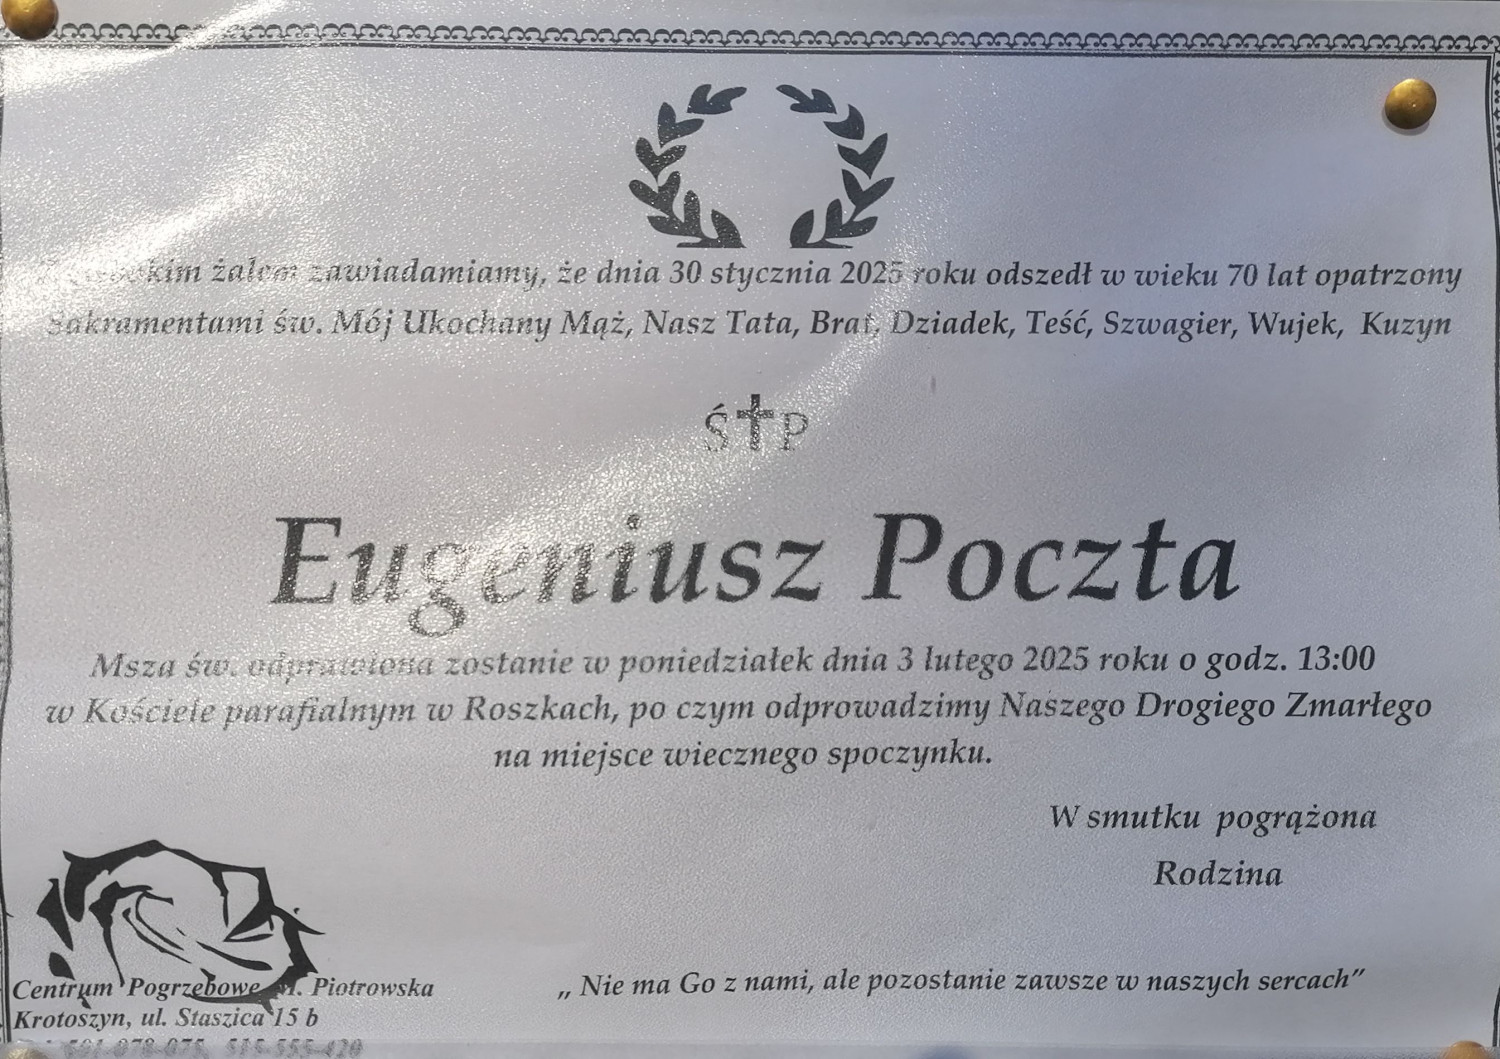 żalem zawiadamiamy, że dnia 30 stycznia 2025 roku odszedł w wieku 70 lat opatrzony
Sakramentami św. Mój Ukochany Mąż, Nasz Tata, Brat, Dziadek, Teść, Szwagier, Wujek, Kuzyn
Ś P
Eugeniusz Poczta
Msza św. odprawiona zostanie w poniedziałek dnia 3 lutego 2025 roku o godz. 13:00
w Kościele parafialnym w Roszkach, po czym odprowadzimy Naszego Drogiego Zmarłego
na miejsce wiecznego spoczynku.
W smutku pogrążona
Rodzina
Centrum Pogrzebowe M. Piotrowska
Krotoszyn, ul. Staszica 15 b
„ Nie ma Go z nami, ale pozostanie zawsze w naszych sercach”